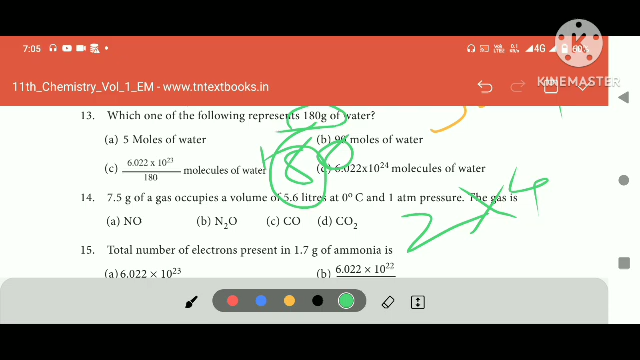 7:05 4G 60%
KINEMASTER
11th_Chemistry_Vol_1_EM - www.tntextbooks.in
13. Which one of the following represents 180g of water?
(a) 5 Moles of water (b) 90 moles of water
(c) 6.022 x 10²³ / 180 molecules of water (d) 6.022x10²⁴ molecules of water
14. 7.5 g of a gas occupies a volume of 5.6 litres at 0° C and 1 atm pressure. The gas is
(a) NO (b) N₂O (c) CO (d) CO₂
2 x 4
15. Total number of electrons present in 1.7 g of ammonia is
(a) 6.022 × 10²³ (b) 6.022 × 10²²